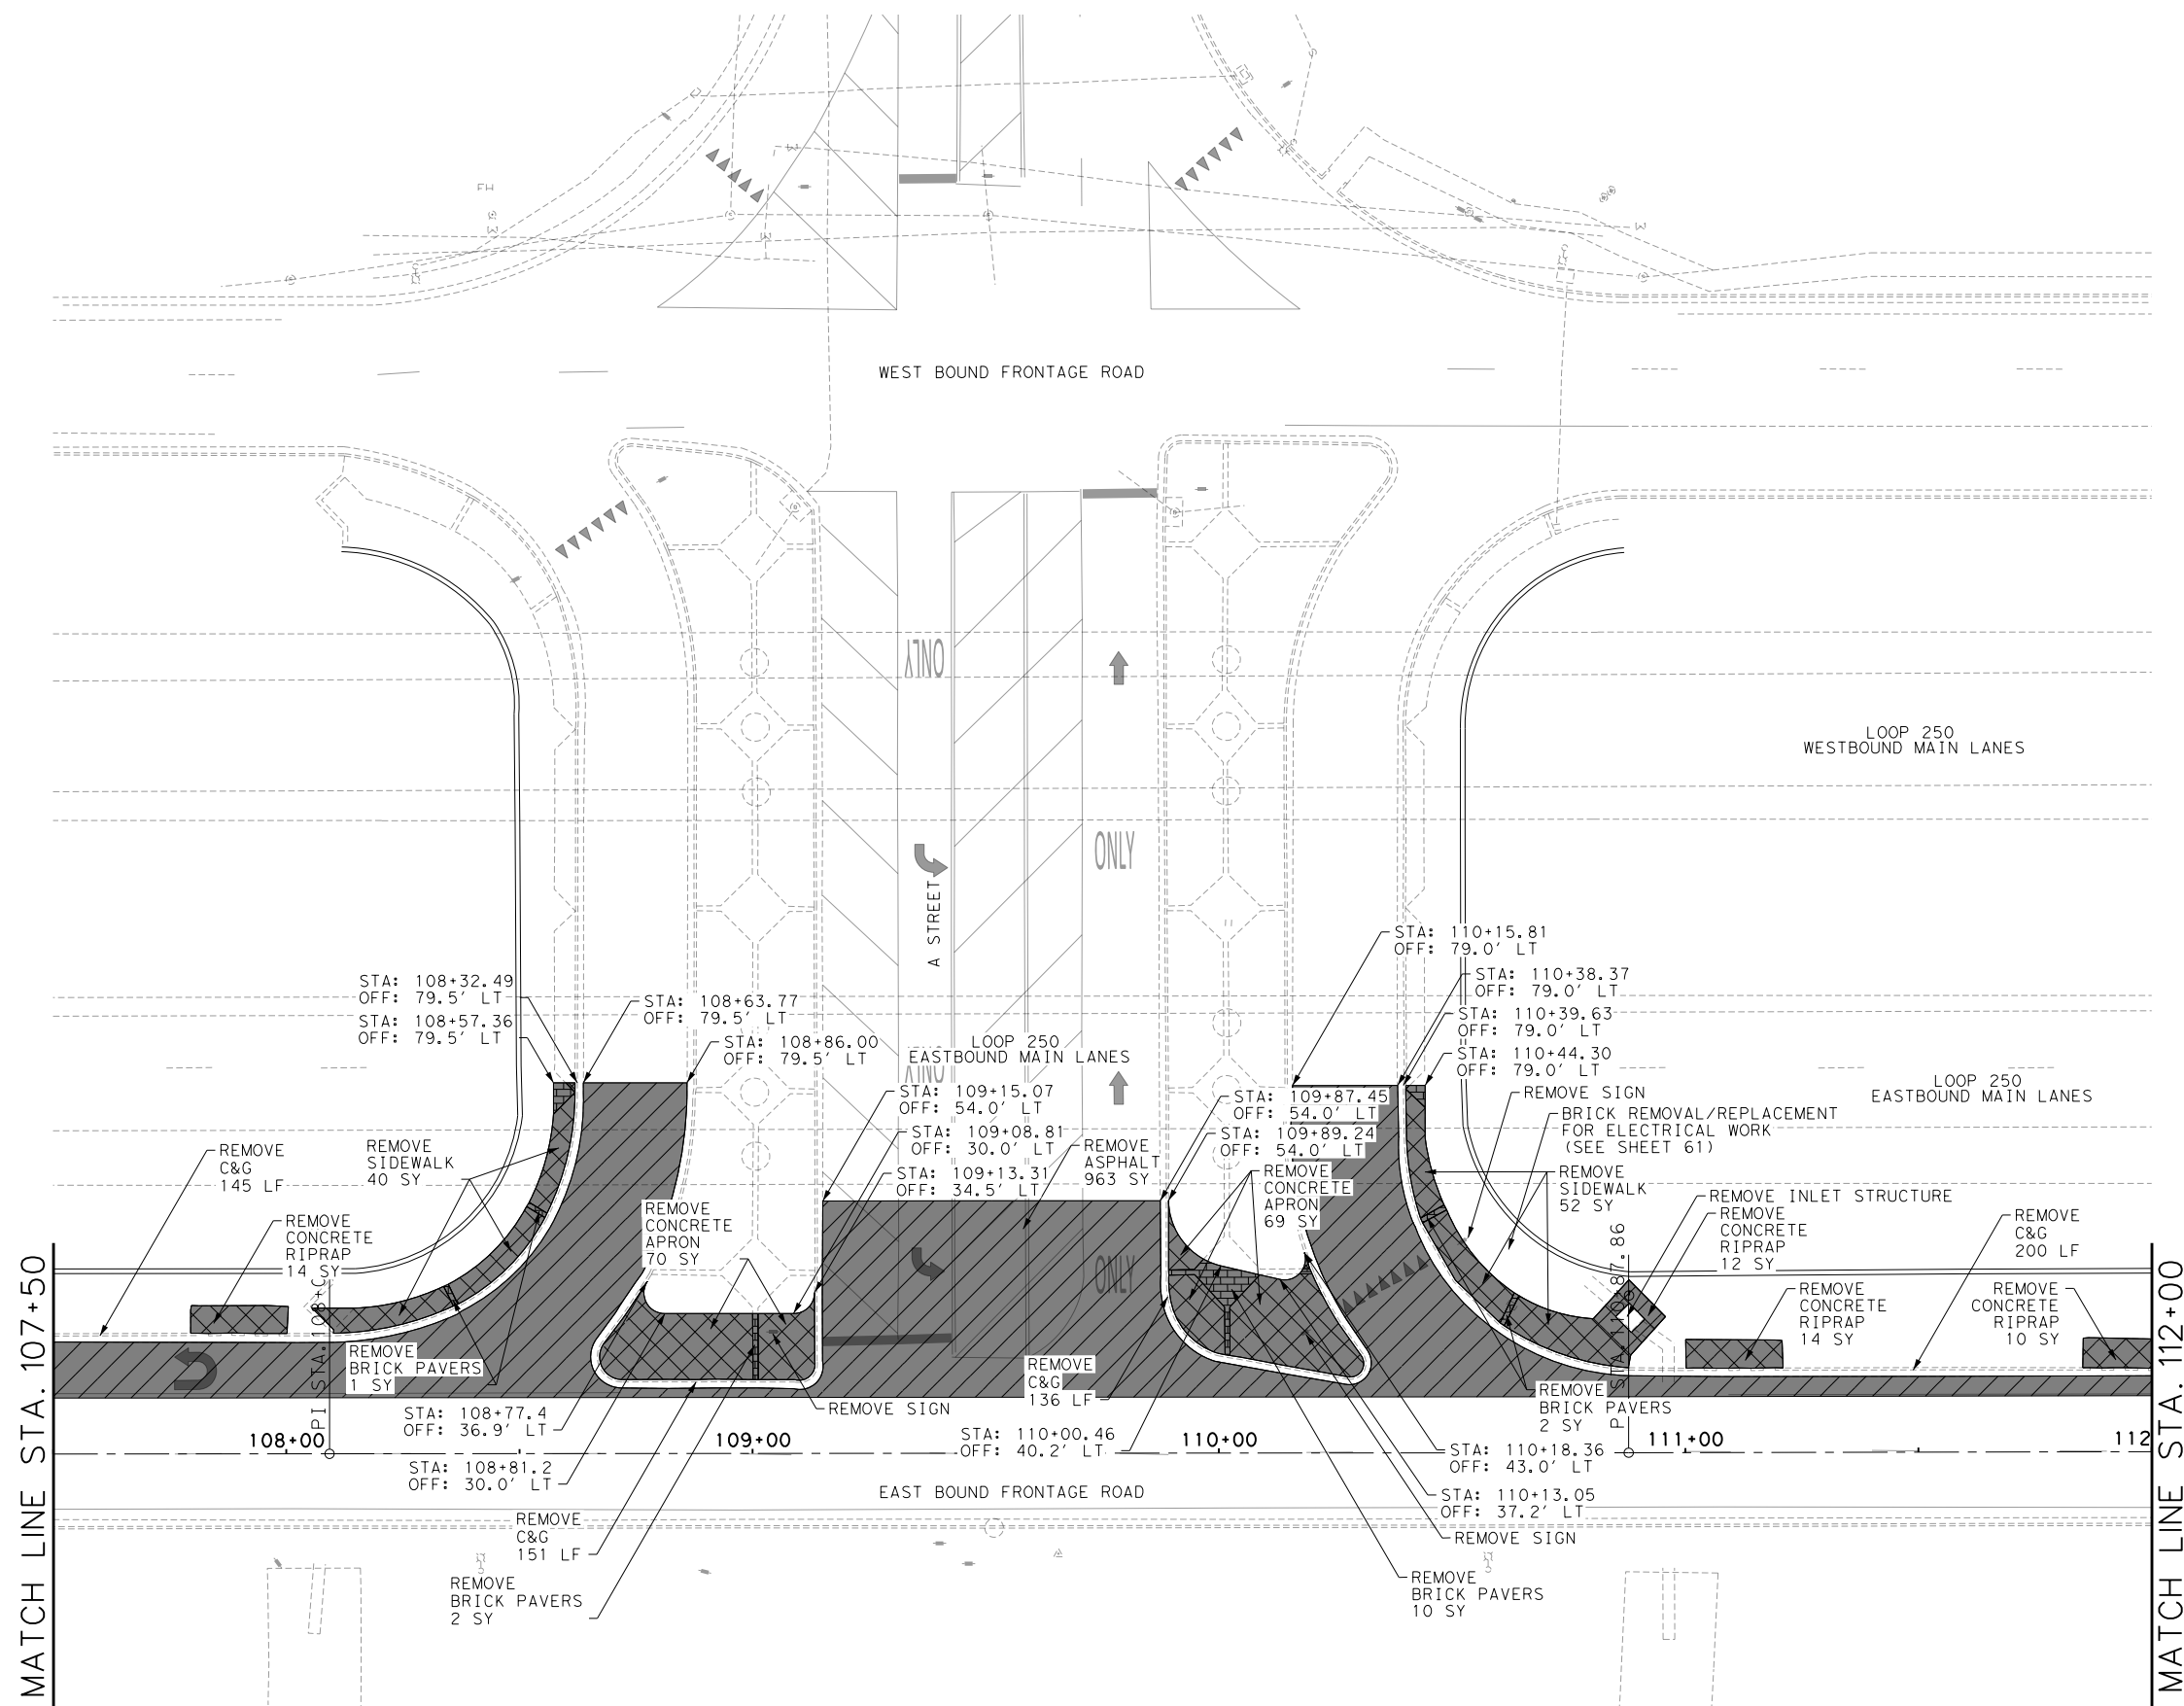 FH
WEST BOUND FRONTAGE ROAD
ONLY
LOOP 250
WESTBOUND MAIN LANES
ONLY
A STREET
STA: 110+15.81
OFF: 79.0' LT
STA: 110+38.37
OFF: 79.0' LT
STA: 108+32.49
OFF: 79.5' LT
STA: 108+57.36
OFF: 79.5' LT
STA: 108+63.77
OFF: 79.5' LT
STA: 110+39.63
OFF: 79.0' LT
STA: 108+86.00
OFF: 79.5' LT
LOOP 250
EASTBOUND MAIN LANES
ONLY
STA: 110+44.30
OFF: 79.0' LT
LOOP 250
EASTBOUND MAIN LANES
STA: 109+15.07
OFF: 54.0' LT
STA: 109+87.45
OFF: 54.0' LT
REMOVE SIGN
BRICK REMOVAL/REPLACEMENT
FOR ELECTRICAL WORK
(SEE SHEET 61)
STA: 109+08.81
OFF: 30.0' LT
STA: 109+89.24
OFF: 54.0' LT
REMOVE
ASPHALT
963 SY
REMOVE
C&G
145 LF
REMOVE
SIDEWALK
40 SY
STA: 109+13.31
OFF: 34.5' LT
REMOVE
CONCRETE
APRON
69 SY
REMOVE
SIDEWALK
52 SY
REMOVE INLET STRUCTURE
REMOVE
CONCRETE
RIPRAP
12 SY
REMOVE
CONCRETE
APRON
70 SY
REMOVE
CONCRETE
RIPRAP
14 SY
REMOVE
C&G
200 LF
ONLY
REMOVE
CONCRETE
RIPRAP
14 SY
REMOVE
CONCRETE
RIPRAP
10 SY
REMOVE
BRICK PAVERS
1 SY
REMOVE
C&G
136 LF
REMOVE
BRICK PAVERS
2 SY
REMOVE SIGN
STA: 108+77.4
OFF: 36.9' LT
STA: 110+00.46
OFF: 40.2' LT
108+00
109+00
110+00
111+00
112
STA: 110+18.36
OFF: 43.0' LT
STA: 108+81.2
OFF: 30.0' LT
EAST BOUND FRONTAGE ROAD
STA: 110+13.05
OFF: 37.2' LT
REMOVE
C&G
151 LF
REMOVE SIGN
REMOVE
BRICK PAVERS
2 SY
REMOVE
BRICK PAVERS
10 SY
MATCH LINE STA. 107+50
MATCH LINE STA. 112+00